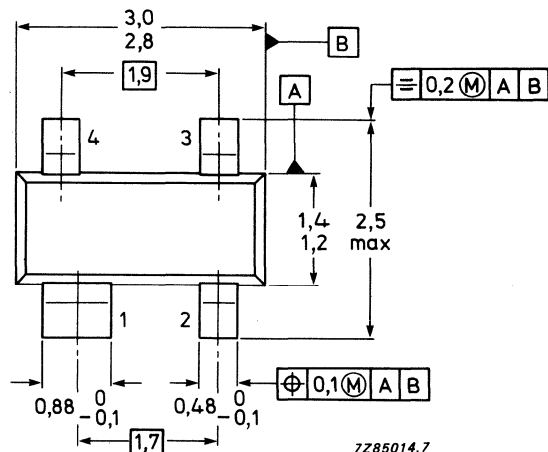 3,0
2,8
B
1,9
A
⌯ 0,2 Ⓜ A B
4
3
1,4
1,2
2,5
max
1
2
⌖ 0,1 Ⓜ A B
0,88 0
-0,1
0,48 0
-0,1
1,7
7Z85014.7